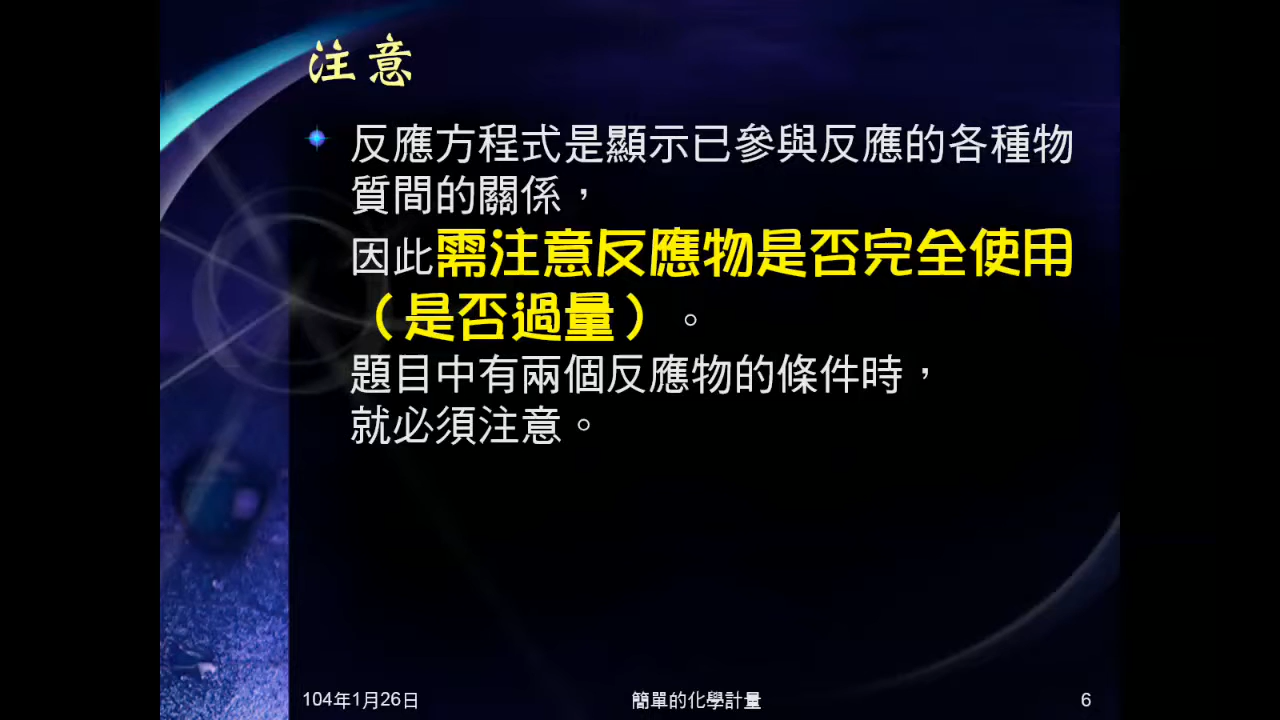 注意
反應方程式是顯示已參與反應的各種物
質間的關係，
因此需注意反應物是否完全使用
（是否過量）。
題目中有兩個反應物的條件時，
就必須注意。
104年1月26日
簡單的化學計量
6